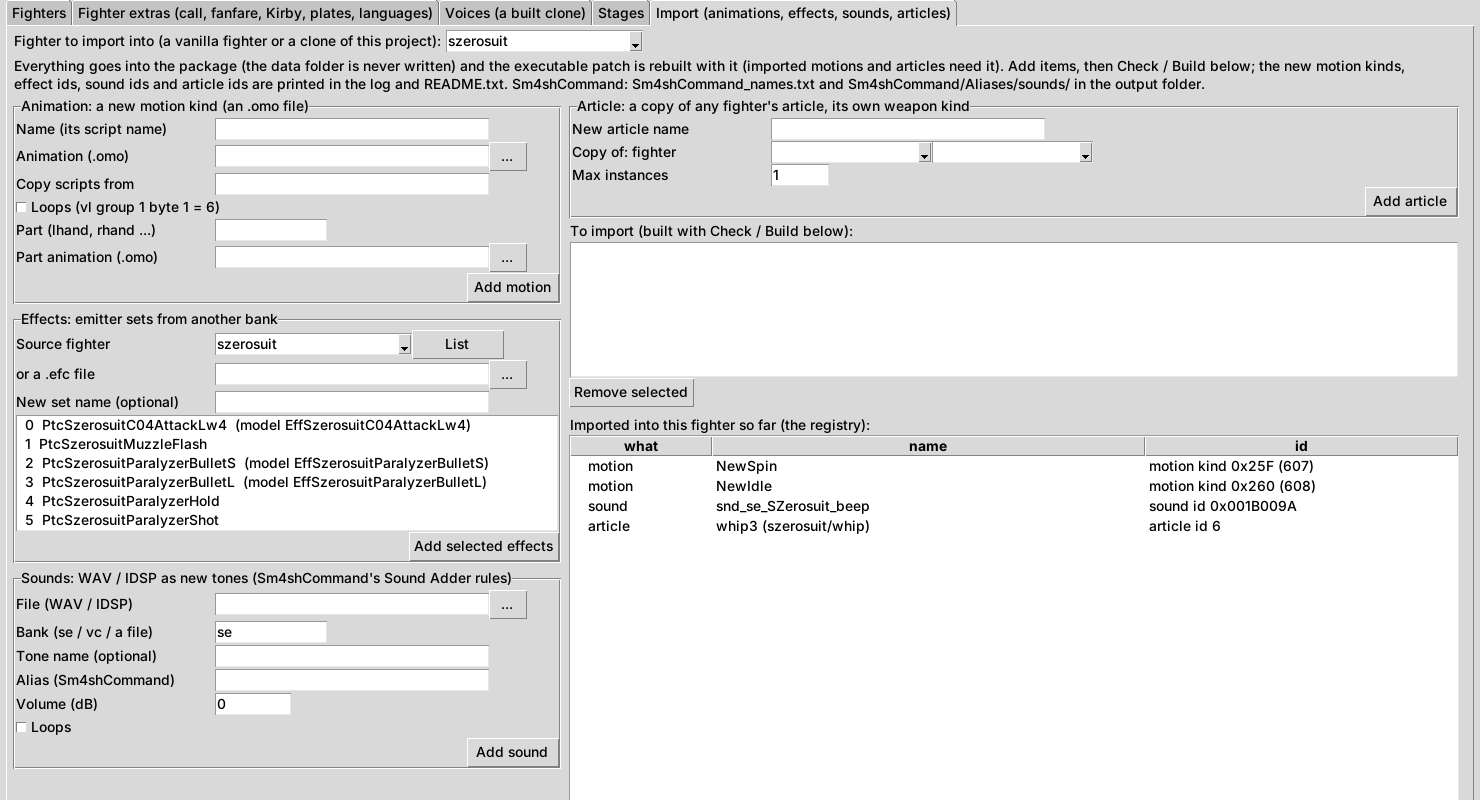 Fighters
Fighter extras (call, fanfare, Kirby, plates, languages)
Voices (a built clone)
Stages
Import (animations, effects, sounds, articles)
Fighter to import into (a vanilla fighter or a clone of this project): szerosuit
Everything goes into the package (the data folder is never written) and the executable patch is rebuilt with it (imported motions and articles need it). Add items, then Check / Build below; the new motion kinds,
effect ids, sound ids and article ids are printed in the log and README.txt. Sm4shCommand: Sm4shCommand_names.txt and Sm4shCommand/Aliases/sounds/ in the output folder.
Animation: a new motion kind (an .omo file)
Name (its script name)
Animation (.omo) ...
Copy scripts from
Loops (vl group 1 byte 1 = 6)
Part (lhand, rhand ...)
Part animation (.omo) ...
Add motion
Effects: emitter sets from another bank
Source fighter szerosuit List
or a .efc file ...
New set name (optional)
0 PtcSzerosuitC04AttackLw4 (model EffSzerosuitC04AttackLw4)
1 PtcSzerosuitMuzzleFlash
2 PtcSzerosuitParalyzerBulletS (model EffSzerosuitParalyzerBulletS)
3 PtcSzerosuitParalyzerBulletL (model EffSzerosuitParalyzerBulletL)
4 PtcSzerosuitParalyzerHold
5 PtcSzerosuitParalyzerShot
Add selected effects
Sounds: WAV / IDSP as new tones (Sm4shCommand's Sound Adder rules)
File (WAV / IDSP) ...
Bank (se / vc / a file) se
Tone name (optional)
Alias (Sm4shCommand)
Volume (dB) 0
Loops
Add sound
Article: a copy of any fighter's article, its own weapon kind
New article name
Copy of: fighter
Max instances 1
Add article
To import (built with Check / Build below):
Remove selected
Imported into this fighter so far (the registry):
what name id
motion NewSpin motion kind 0x25F (607)
motion NewIdle motion kind 0x260 (608)
sound snd_se_SZerosuit_beep sound id 0x001B009A
article whip3 (szerosuit/whip) article id 6